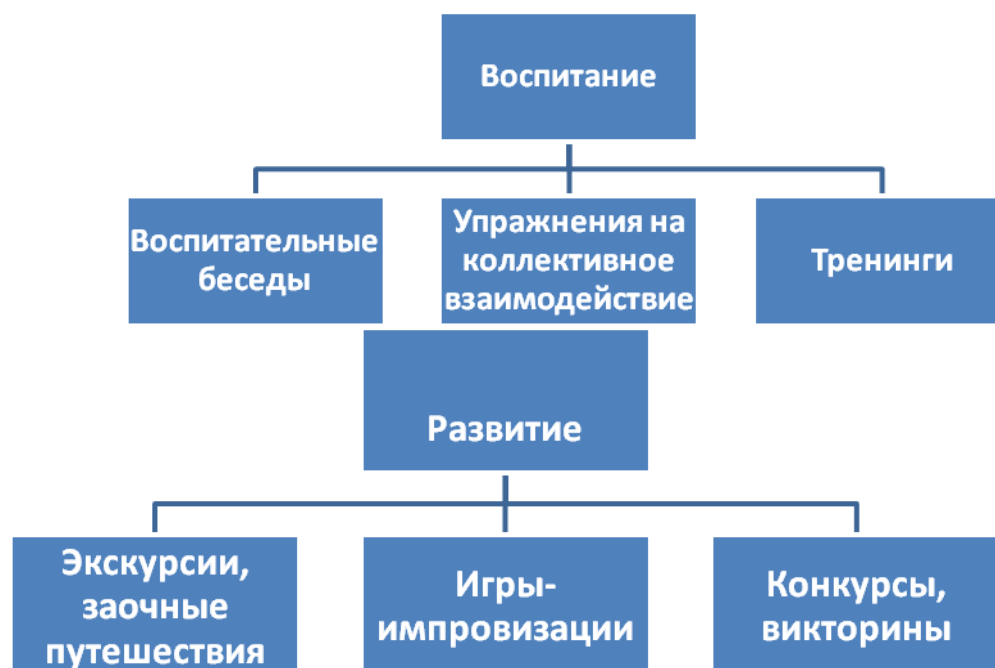 Воспитание
Воспитательные
беседы
Упражнения на
коллективное
взаимодействие
Тренинги
Развитие
Экскурсии,
заочные
путешествия
Игры-
импровизации
Конкурсы,
викторины